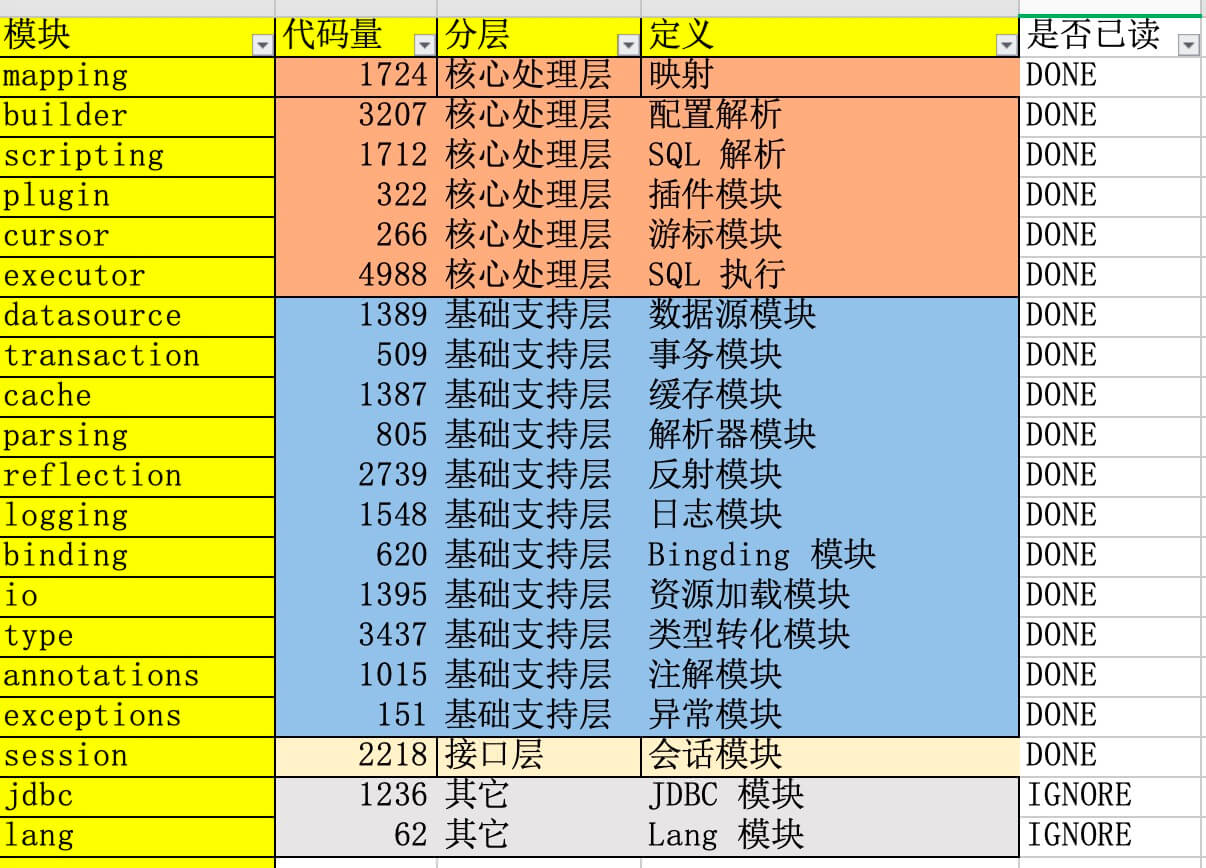 模块 代码量 分层 定义 是否已读
mapping 1724 核心处理层 映射 DONE
builder 3207 核心处理层 配置解析 DONE
scripting 1712 核心处理层 SQL 解析 DONE
plugin 322 核心处理层 插件模块 DONE
cursor 266 核心处理层 游标模块 DONE
executor 4988 核心处理层 SQL 执行 DONE
datasource 1389 基础支持层 数据源模块 DONE
transaction 509 基础支持层 事务模块 DONE
cache 1387 基础支持层 缓存模块 DONE
parsing 805 基础支持层 解析器模块 DONE
reflection 2739 基础支持层 反射模块 DONE
logging 1548 基础支持层 日志模块 DONE
binding 620 基础支持层 Bingding 模块 DONE
io 1395 基础支持层 资源加载模块 DONE
type 3437 基础支持层 类型转化模块 DONE
annotations 1015 基础支持层 注解模块 DONE
exceptions 151 基础支持层 异常模块 DONE
session 2218 接口层 会话模块 DONE
jdbc 1236 其它 JDBC 模块 IGNORE
lang 62 其它 Lang 模块 IGNORE